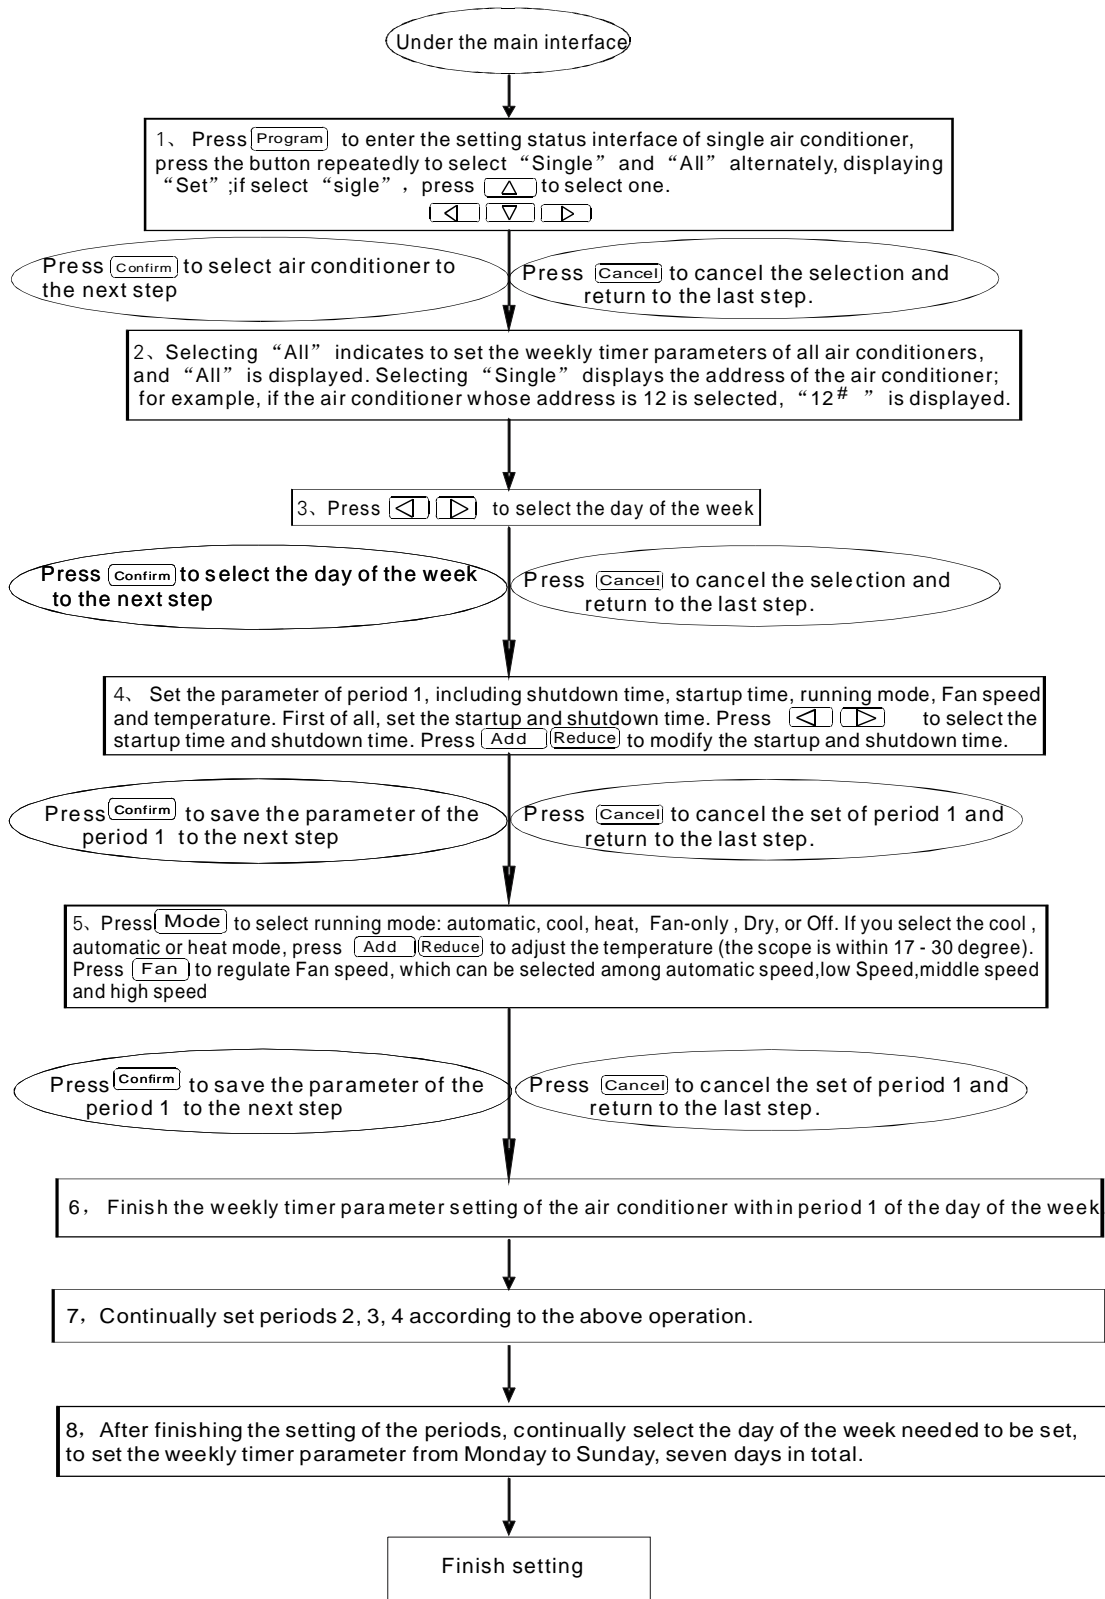 Under the main interface
1、 Press Program to enter the setting status interface of single air conditioner,
press the button repeatedly to select “Single” and “All” alternately, displaying
“Set” ;if select “sigle” , press △ to select one.
◁ ▽ ▷
Press Confirm to select air conditioner to
the next step
Press Cancel to cancel the selection and
return to the last step.
2、Selecting “All” indicates to set the weekly timer parameters of all air conditioners,
and “All” is displayed. Selecting “Single” displays the address of the air conditioner;
for example, if the air conditioner whose address is 12 is selected, “12# ” is displayed.
3、Press ◁ ▷ to select the day of the week
Press Confirm to select the day of the week
to the next step
Press Cancel to cancel the selection and
return to the last step.
4、 Set the parameter of period 1, including shutdown time, startup time, running mode, Fan speed
and temperature. First of all, set the startup and shutdown time. Press ◁ ▷ to select the
startup time and shutdown time. Press Add Reduce to modify the startup and shutdown time.
Press Confirm to save the parameter of the
period 1 to the next step
Press Cancel to cancel the set of period 1 and
return to the last step.
5、Press Mode to select running mode: automatic, cool, heat, Fan-only , Dry, or Off. If you select the cool ,
automatic or heat mode, press Add Reduce to adjust the temperature (the scope is within 17 - 30 degree).
Press Fan to regulate Fan speed, which can be selected among automatic speed,low Speed,middle speed
and high speed
Press Confirm to save the parameter of the
period 1 to the next step
Press Cancel to cancel the set of period 1 and
return to the last step.
6， Finish the weekly timer parameter setting of the air conditioner within period 1 of the day of the week
7，Continually set periods 2, 3, 4 according to the above operation.
8，After finishing the setting of the periods, continually select the day of the week needed to be set,
to set the weekly timer parameter from Monday to Sunday, seven days in total.
Finish setting